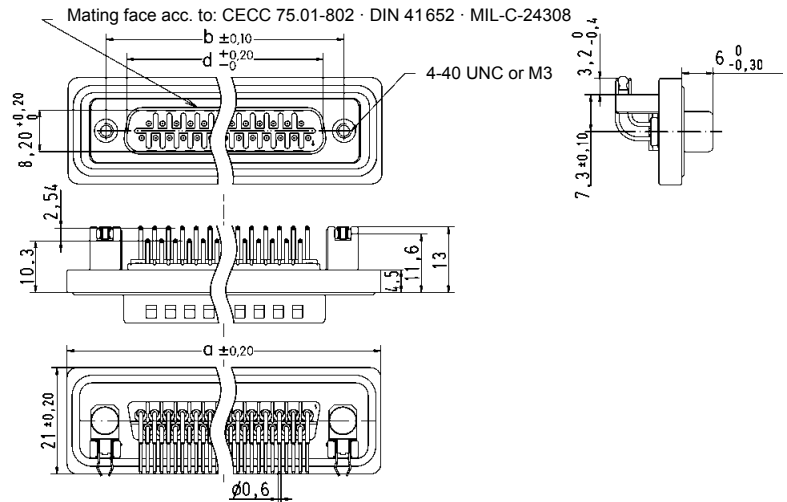 Mating face acc. to: CECC 75.01-802 · DIN 41652 · MIL-C-24308
b ±0,10
d +0,20 -0
4-40 UNC or M3
8,20 +0,20 0
3,2 0 -0,4
6 0 -0,30
7,3 ±0,10
2,54
10,3
4,5
11,6
13
a ±0,20
21 ±0,20
ø0,6